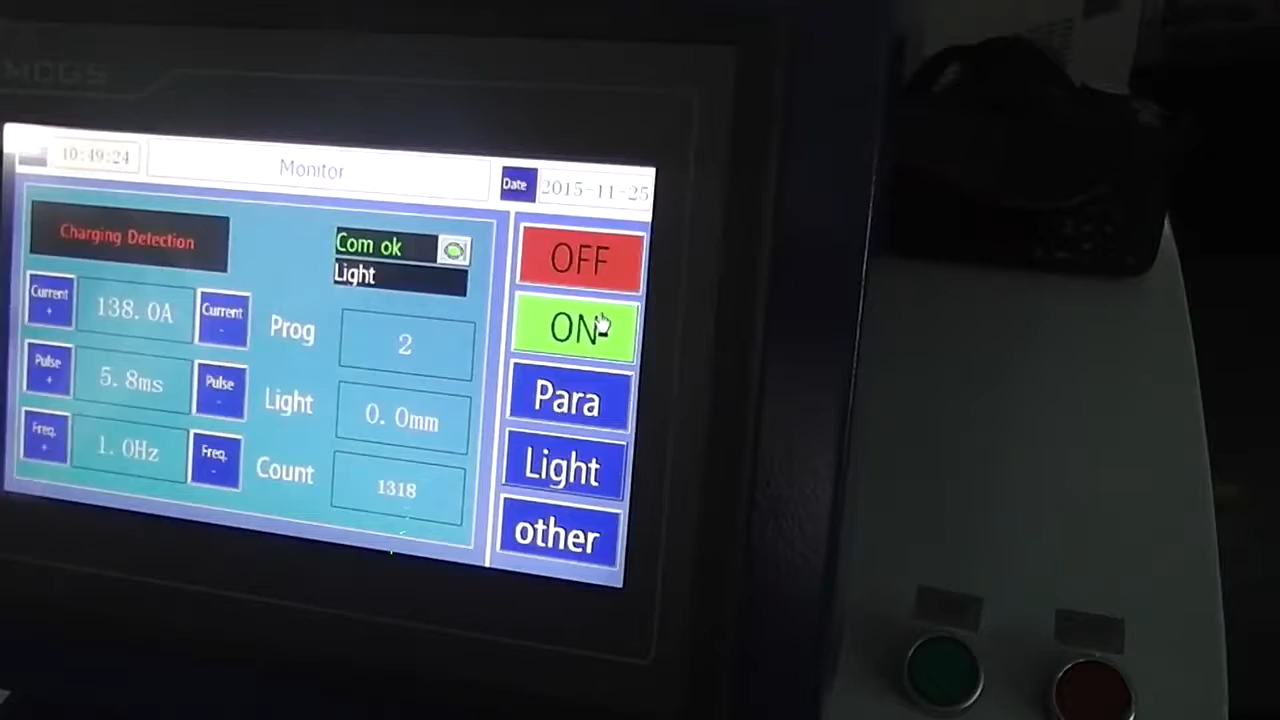 MCGS
10:49:24
Monitor
Date
2015-11-25
Charging Detection
Com ok
Light
OFF
Current
+
138.0A
Current
-
Prog
2
ON
Pulse
+
5.8ms
Pulse
-
Light
0.0mm
Para
Freq.
+
1.0Hz
Freq.
-
Count
1318
Light
other